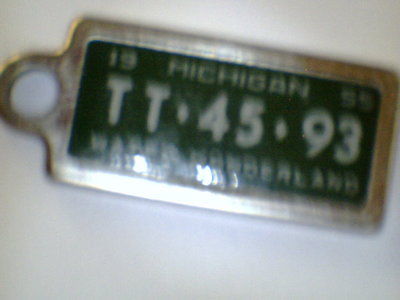 19 MICHIGAN 55
TT·45·93
WATER WONDERLAND